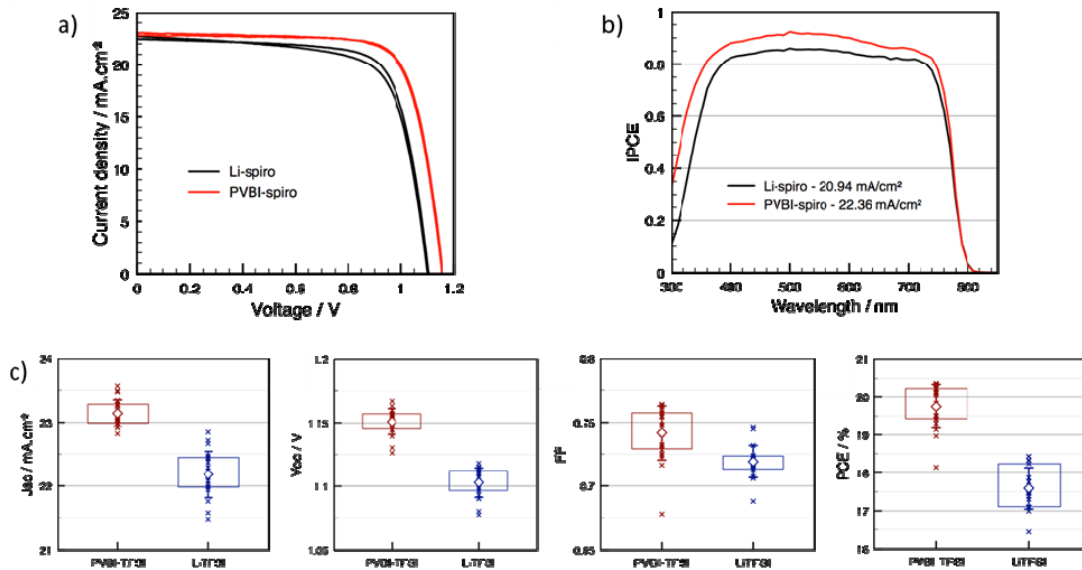 a)
25
20
15
10
5
0
Current density / mA.cm⁻²
Li-spiro
PVBI-spiro
0 0.2 0.4 0.6 0.8 1 1.2
Voltage / V
b)
1
0.8
0.6
0.4
0.2
0
IPCE
Li-spiro - 20.94 mA/cm²
PVBI-spiro - 22.36 mA/cm²
300 400 500 600 700 800
Wavelength / nm
c)
24
23
22
21
Jsc / mA.cm⁻²
PVBI-TFSI LiTFSI
1.2
1.15
1.1
1.05
Voc / V
PVBI-TFSI LiTFSI
0.8
0.75
0.7
0.65
FF
PVBI-TFSI LiTFSI
21
20
19
18
17
16
PCE / %
PVBI-TFSI LiTFSI